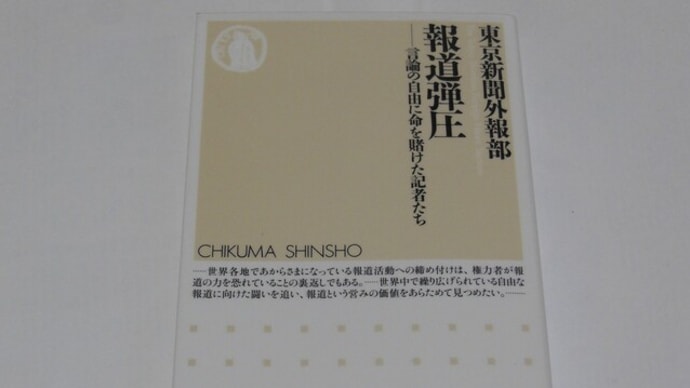 東京新聞外報部
報道弾圧
──言論の自由に命を賭けた記者たち
CHIKUMA SHINSHO
──世界各地であからさまになっている報道活動への締め付けは、権力者が報
道の力を恐れていることの裏返しでもある。……世界中で繰り広げられている自由な
報道に向けた闘いを追い、報道という営みの価値をあらためて見つめたい。──